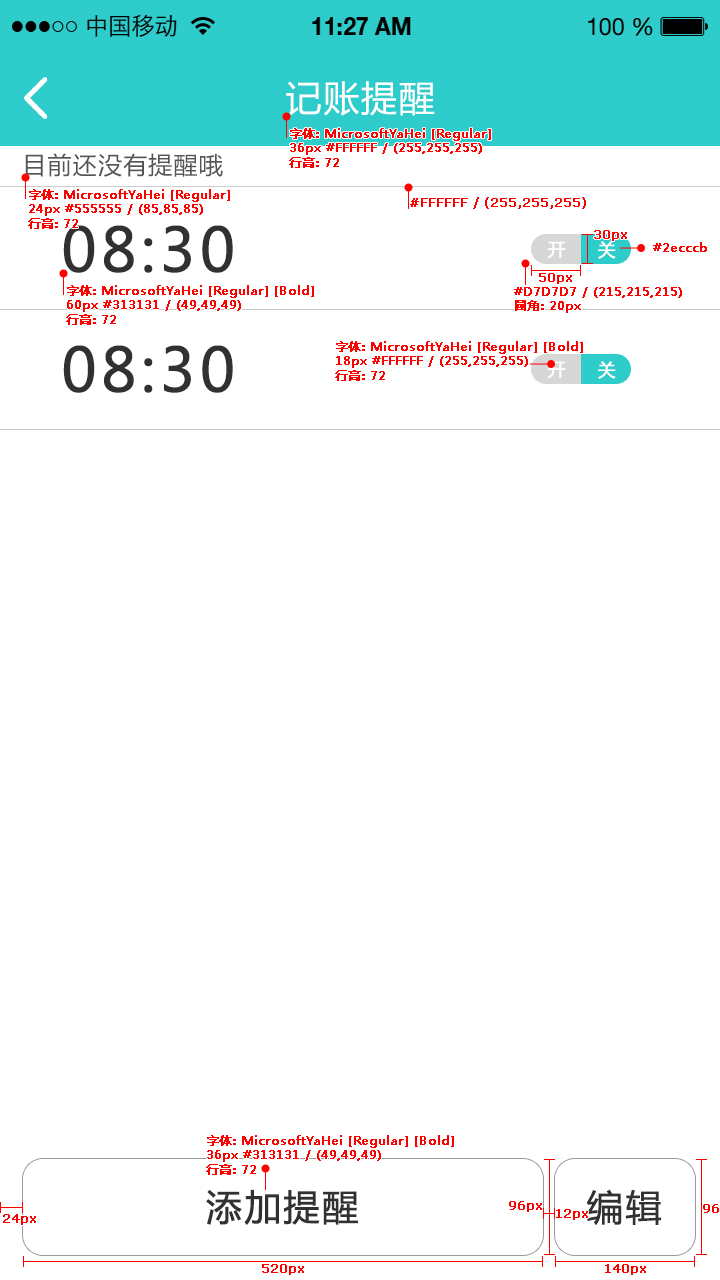 中国移动 11:27 AM 100 %
记账提醒
字体: MicrosoftYaHei [Regular]
36px #FFFFFF / (255,255,255)
行高: 72
目前还没有提醒哦
字体: MicrosoftYaHei [Regular]
24px #555555 / (85,85,85)
行高: 72
#FFFFFF / (255,255,255)
08:30
开 关
30px
#2ecccb
50px
#D7D7D7 / (215,215,215)
圆角: 20px
字体: MicrosoftYaHei [Regular] [Bold]
60px #313131 / (49,49,49)
行高: 72
08:30
字体: MicrosoftYaHei [Regular] [Bold]
18px #FFFFFF / (255,255,255)
行高: 72
开 关
字体: MicrosoftYaHei [Regular] [Bold]
36px #313131 / (49,49,49)
行高: 72
添加提醒
编辑
24px
96px
12px
96
520px
140px